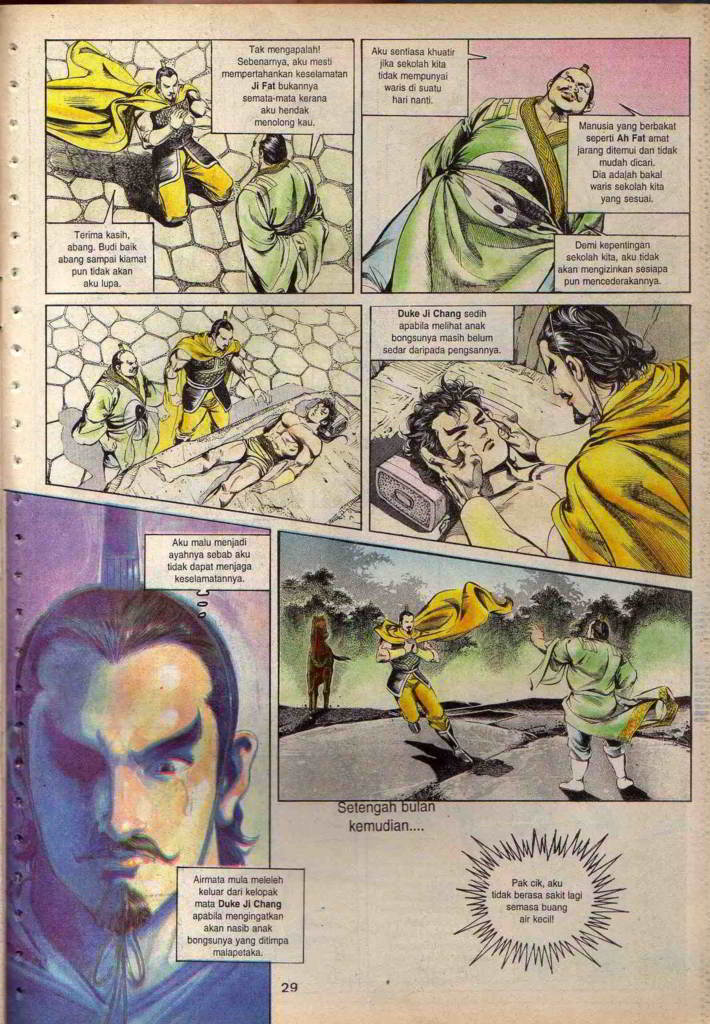 Tak mengapalah!
Sebenarnya, aku mesti
mempertahankan keselamatan
Ji Fat bukannya
semata-mata kerana
aku hendak
menolong kau.
Terima kasih,
abang. Budi baik
abang sampai kiamat
pun tidak akan
aku lupa.
Aku sentiasa khuatir
jika sekolah kita
tidak mempunyai
waris di suatu
hari nanti.
Manusia yang berbakat
seperti Ah Fat amat
jarang ditemui dan tidak
mudah dicari.
Dia adalah bakal
waris sekolah kita
yang sesuai.
Demi kepentingan
sekolah kita, aku tidak
akan mengizinkan sesiapa
pun mencederakannya.
Duke Ji Chang sedih
apabila melihat anak
bongsunya masih belum
sedar daripada pengsannya.
Aku malu menjadi
ayahnya sebab aku
tidak dapat menjaga
keselamatannya.
Airmata mula meleleh
keluar dari kelopak
mata Duke Ji Chang
apabila mengingatkan
akan nasib anak
bongsunya yang ditimpa
malapetaka.
Setengah bulan
kemudian....
Pak cik, aku
tidak berasa sakit lagi
semasa buang
air kecil!
29